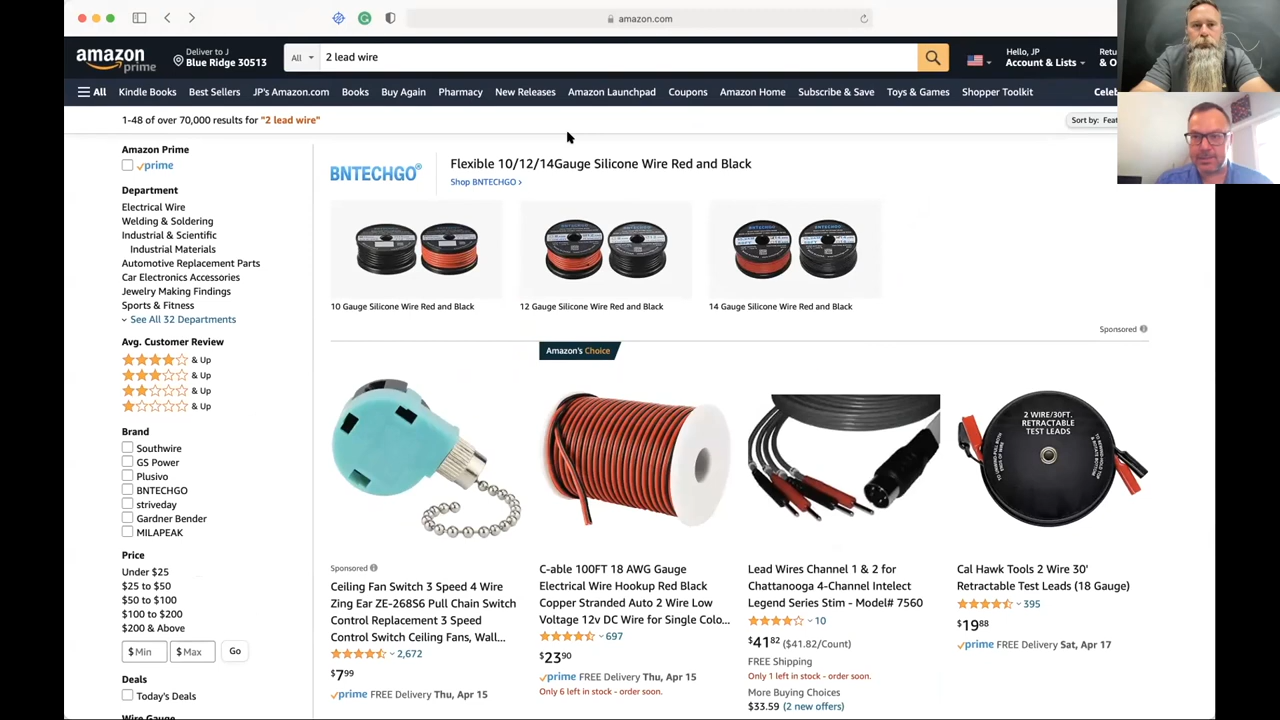 amazon.com
amazon
prime
Deliver to J
Blue Ridge 30513
All
2 lead wire
Hello, JP
Account & Lists
Retu
& O
All
Kindle Books
Best Sellers
JP's Amazon.com
Books
Buy Again
Pharmacy
New Releases
Amazon Launchpad
Coupons
Amazon Home
Subscribe & Save
Toys & Games
Shopper Toolkit
Celeb
1-48 of over 70,000 results for "2 lead wire"
Sort by: Feat
Amazon Prime
prime
Department
Electrical Wire
Welding & Soldering
Industrial & Scientific
Industrial Materials
Automotive Replacement Parts
Car Electronics Accessories
Jewelry Making Findings
Sports & Fitness
See All 32 Departments
Avg. Customer Review
& Up
& Up
& Up
& Up
Brand
Southwire
GS Power
Plusivo
BNTECHGO
striveday
Gardner Bender
MILAPEAK
Price
Under $25
$25 to $50
$50 to $100
$100 to $200
$200 & Above
$ Min
$ Max
Go
Deals
Today's Deals
Wire Gauge
BNTECHGO®
Flexible 10/12/14Gauge Silicone Wire Red and Black
Shop BNTECHGO ›
BNTECHGO
10 Gauge Silicone Wire Red and Black
12 Gauge Silicone Wire Red and Black
14 Gauge Silicone Wire Red and Black
Sponsored
Sponsored
Ceiling Fan Switch 3 Speed 4 Wire
Zing Ear ZE-268S6 Pull Chain Switch
Control Replacement 3 Speed
Control Switch Ceiling Fans, Wall...
2,672
$799
prime FREE Delivery Thu, Apr 15
Amazon's Choice
C-able 100FT 18 AWG Gauge
Electrical Wire Hookup Red Black
Copper Stranded Auto 2 Wire Low
Voltage 12v DC Wire for Single Colo...
697
$2390
prime FREE Delivery Thu, Apr 15
Only 6 left in stock - order soon.
Lead Wires Channel 1 & 2 for
Chattanooga 4-Channel Intelect
Legend Series Stim - Model# 7560
10
$4182 ($41.82/Count)
FREE Shipping
Only 1 left in stock - order soon.
More Buying Choices
$33.59 (2 new offers)
2 WIRE/30FT.
RETRACTABLE
TEST LEADS
Cal Hawk Tools 2 Wire 30'
Retractable Test Leads (18 Gauge)
395
$1988
prime FREE Delivery Sat, Apr 17